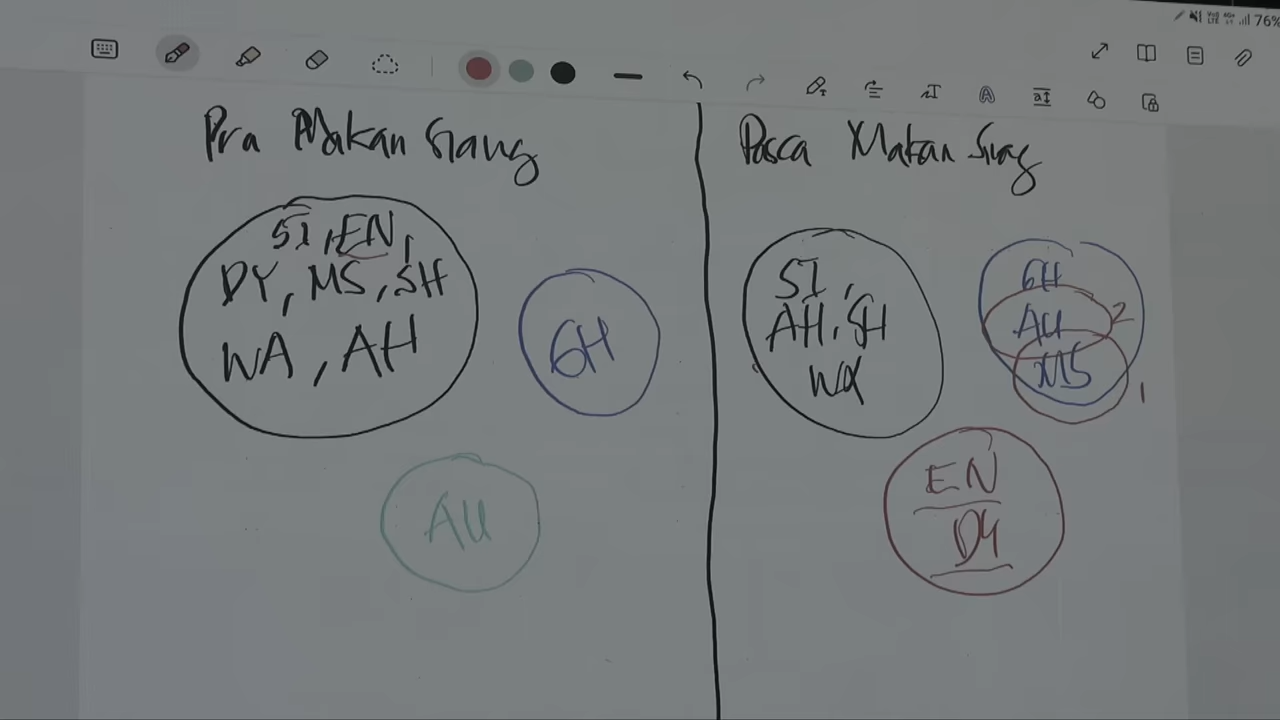 76%
Pra Makan Siang
SI, EN,
DY, MS, SH
WA, AH
GH
AU
Pasca Makan Siang
SI,
AH, SH
WA
GH
AU
2
MS
1
EN
DY